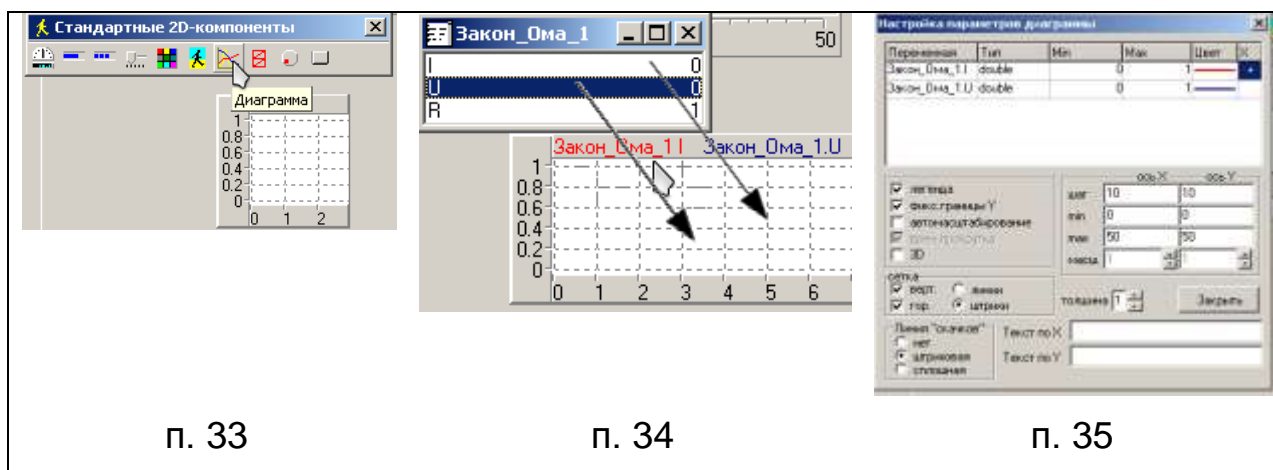 Стандартные 2D-компоненты
Диаграмма
1
0.8
0.6
0.4
0.2
0
0 1 2
п. 33
Закон_Ома_1
50
I 0
U 0
R 1
Закон_Ома_1.I Закон_Ома_1.U
1
0.8
0.6
0.4
0.2
0
0 1 2 3 4 5 6
п. 34
Настройка параметров диаграммы
Переменная Тип Min Max Цвет X
Закон_Ома_1.I double 0 1 +
Закон_Ома_1.U double 0 1
легенда
фикс.границы Y
автомасштабирование
3D
ось X ось Y
шаг 10 10
min 0 0
max 50 50
сетка
верт. линии
гор. штрихи
толщина 1
Закрыть
Линия "скачков"
нет
штриховая
сплошная
Текст по X
Текст по Y
п. 35